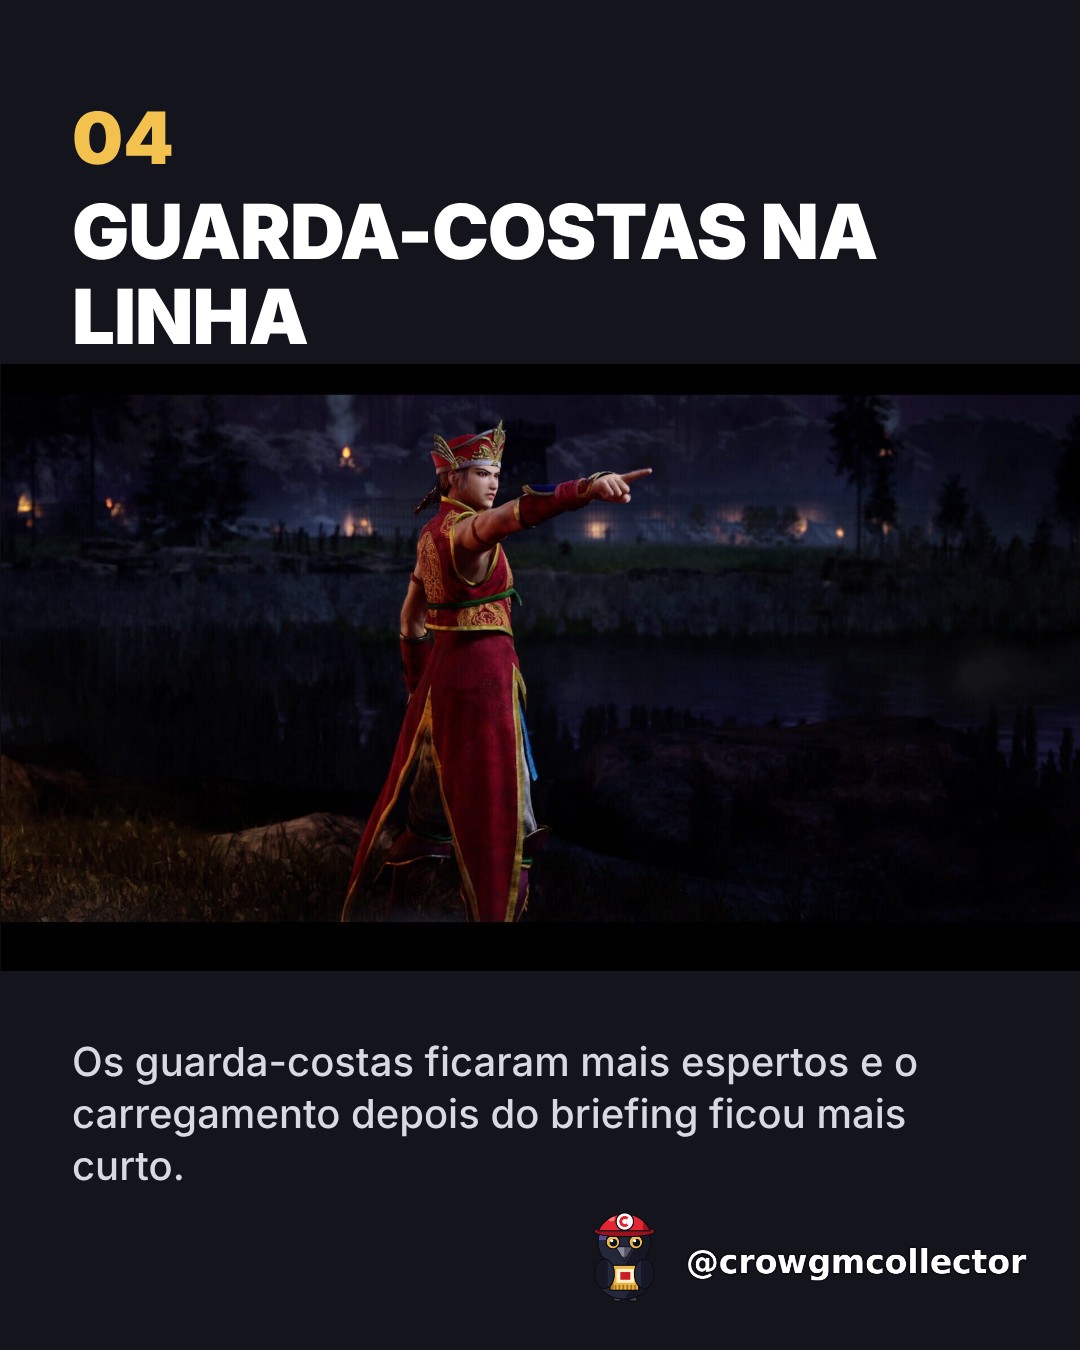 04
GUARDA-COSTAS NA
LINHA
Os guarda-costas ficaram mais espertos e o
carregamento depois do briefing ficou mais
curto.
C
@crowgmcollector